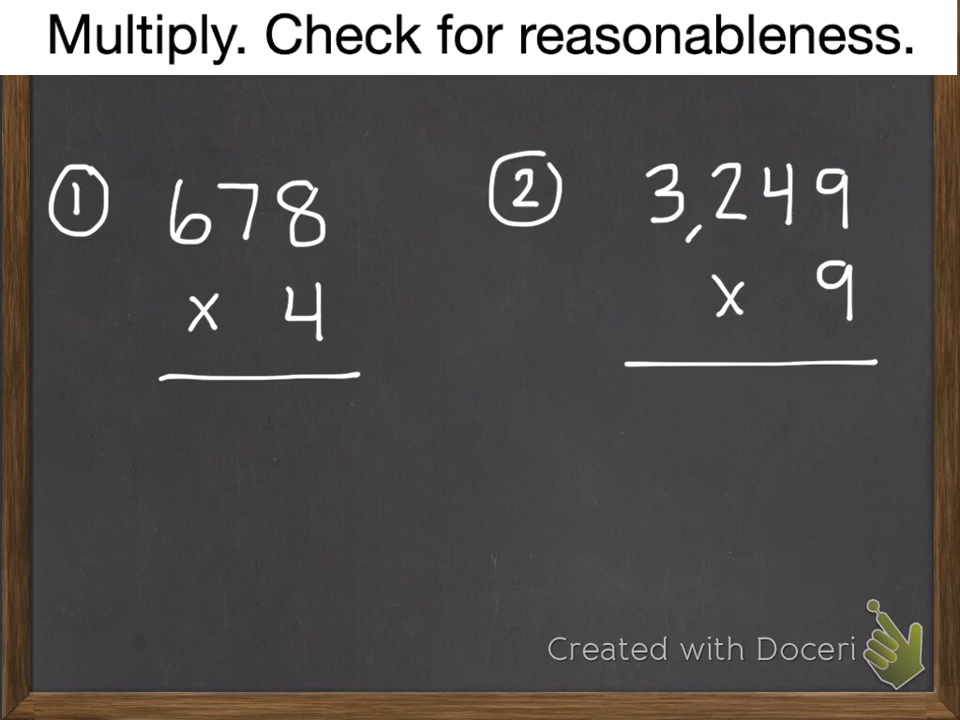 Multiply. Check for reasonableness.
① 678
x 4
② 3,249
x 9
Created with Doceri